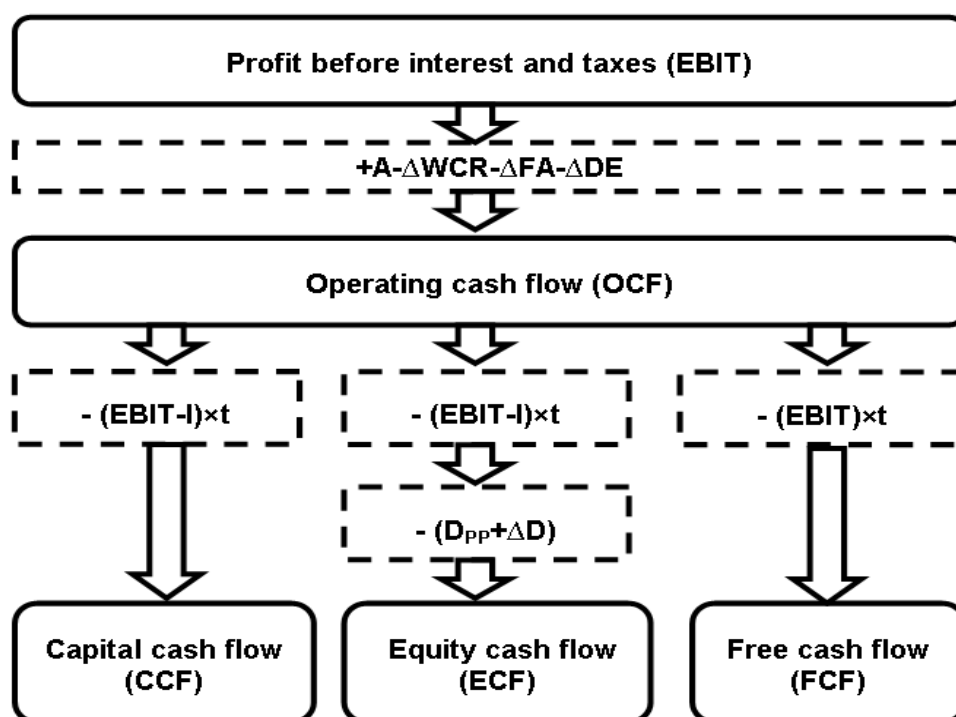 Profit before interest and taxes (EBIT)
+A-ΔWCR-ΔFA-ΔDE
Operating cash flow (OCF)
- (EBIT-I)×t
- (EBIT-I)×t
- (EBIT)×t
- (DPP+ΔD)
Capital cash flow
(CCF)
Equity cash flow
(ECF)
Free cash flow
(FCF)